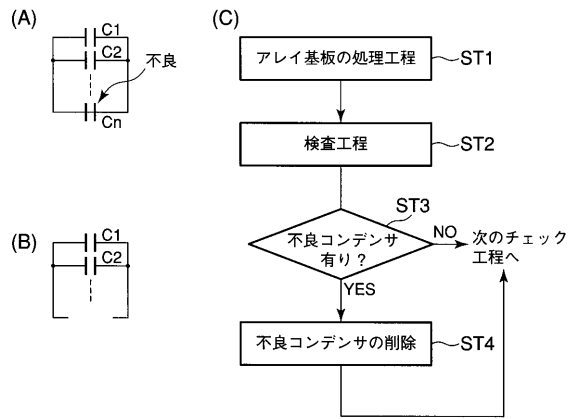 (A)
C1
C2
不良
Cn
(B)
C1
C2
(C)
アレイ基板の処理工程
ST1
検査工程
ST2
ST3
不良コンデンサ
有り？
NO
次のチェック
工程へ
YES
不良コンデンサの削除
ST4